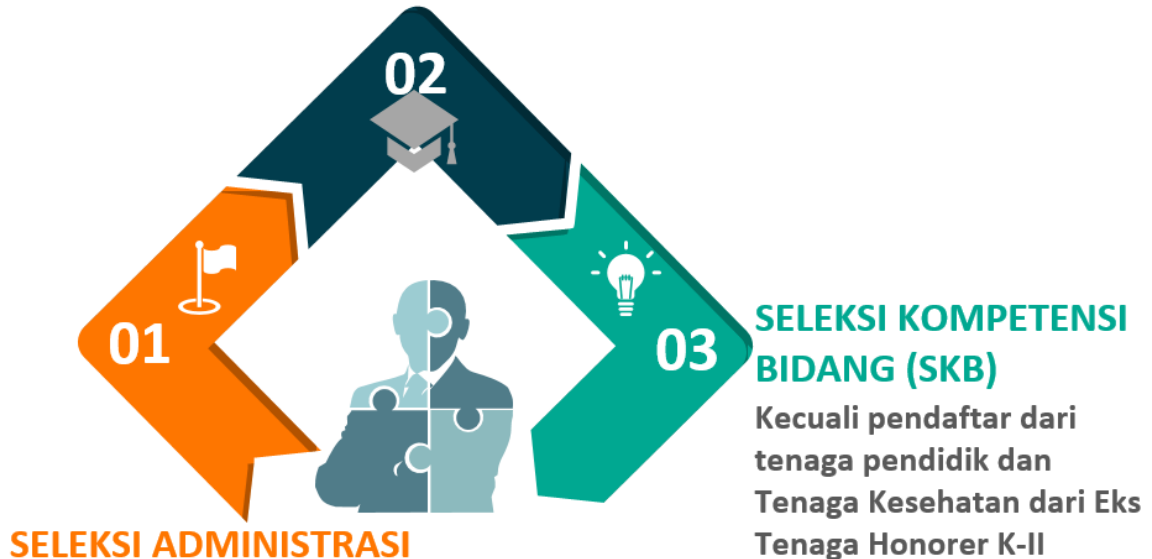 02
01
03
SELEKSI KOMPETENSI
BIDANG (SKB)
Kecuali pendaftar dari
tenaga pendidik dan
Tenaga Kesehatan dari Eks
Tenaga Honorer K-II
SELEKSI ADMINISTRASI